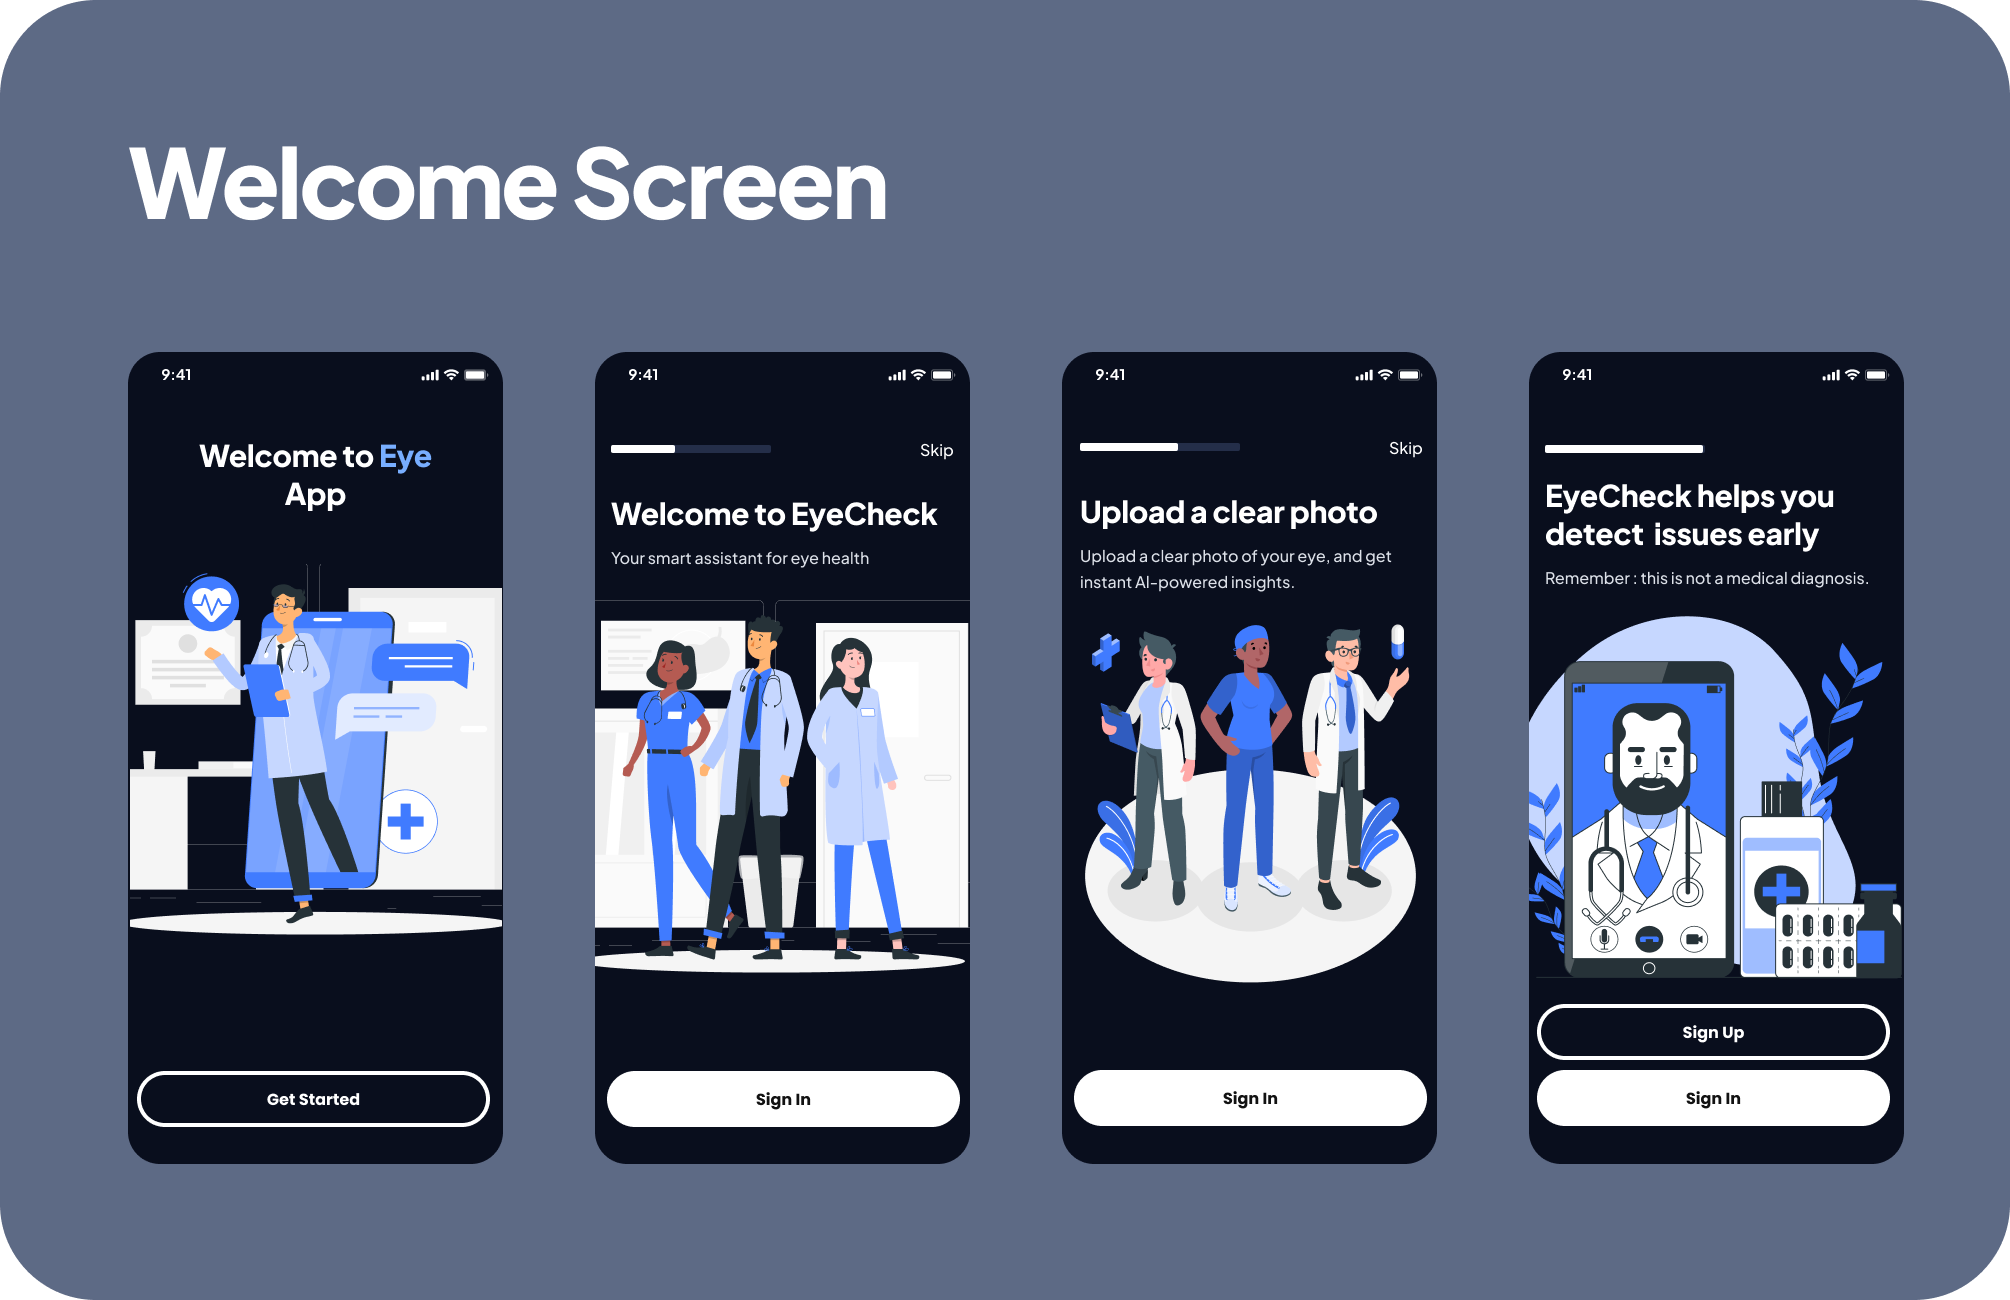 Welcome Screen
9:41
Welcome to Eye
App
Get Started
9:41
Skip
Welcome to EyeCheck
Your smart assistant for eye health
Sign In
9:41
Skip
Upload a clear photo
Upload a clear photo of your eye, and get
instant AI-powered insights.
Sign In
9:41
EyeCheck helps you
detect  issues early
Remember : this is not a medical diagnosis.
Sign Up
Sign In